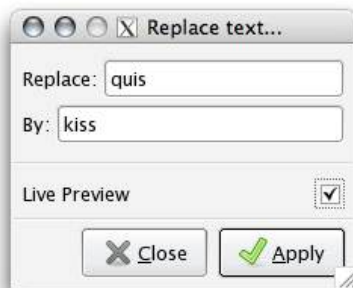 Replace text...
Replace: quis
By: kiss
Live Preview
Close Apply